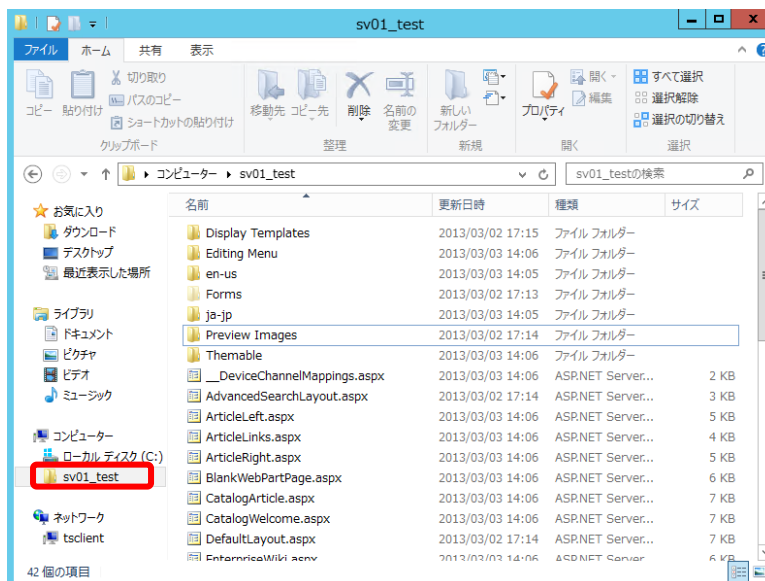 sv01_test
ファイル ホーム 共有 表示
コピー 貼り付け 切り取り
パスのコピー
ショートカットの貼り付け
移動先 コピー先 削除 名前の変更
新しいフォルダー
プロパティ 開く
編集
すべて選択
選択解除
選択の切り替え
クリップボード 整理 新規 開く 選択
コンピューター sv01_test
sv01_testの検索
お気に入り
ダウンロード
デスクトップ
最近表示した場所
ライブラリ
ドキュメント
ピクチャ
ビデオ
ミュージック
コンピューター
ローカル ディスク (C:)
sv01_test
ネットワーク
tsclient
名前 更新日時 種類 サイズ
Display Templates 2013/03/02 17:15 ファイル フォルダー
Editing Menu 2013/03/03 14:06 ファイル フォルダー
en-us 2013/03/03 14:05 ファイル フォルダー
Forms 2013/03/02 17:13 ファイル フォルダー
ja-jp 2013/03/03 14:05 ファイル フォルダー
Preview Images 2013/03/02 17:14 ファイル フォルダー
Themable 2013/03/03 14:06 ファイル フォルダー
__DeviceChannelMappings.aspx 2013/03/03 14:06 ASP.NET Server... 2 KB
AdvancedSearchLayout.aspx 2013/03/02 17:14 ASP.NET Server... 3 KB
ArticleLeft.aspx 2013/03/03 14:06 ASP.NET Server... 5 KB
ArticleLinks.aspx 2013/03/03 14:06 ASP.NET Server... 4 KB
ArticleRight.aspx 2013/03/03 14:06 ASP.NET Server... 5 KB
BlankWebPartPage.aspx 2013/03/03 14:06 ASP.NET Server... 6 KB
CatalogArticle.aspx 2013/03/03 14:06 ASP.NET Server... 7 KB
CatalogWelcome.aspx 2013/03/03 14:06 ASP.NET Server... 7 KB
DefaultLayout.aspx 2013/03/02 17:14 ASP.NET Server... 7 KB
EnterpriseWiki.aspx 2013/03/03 14:06 ASP.NET Server... 6 KB
42 個の項目